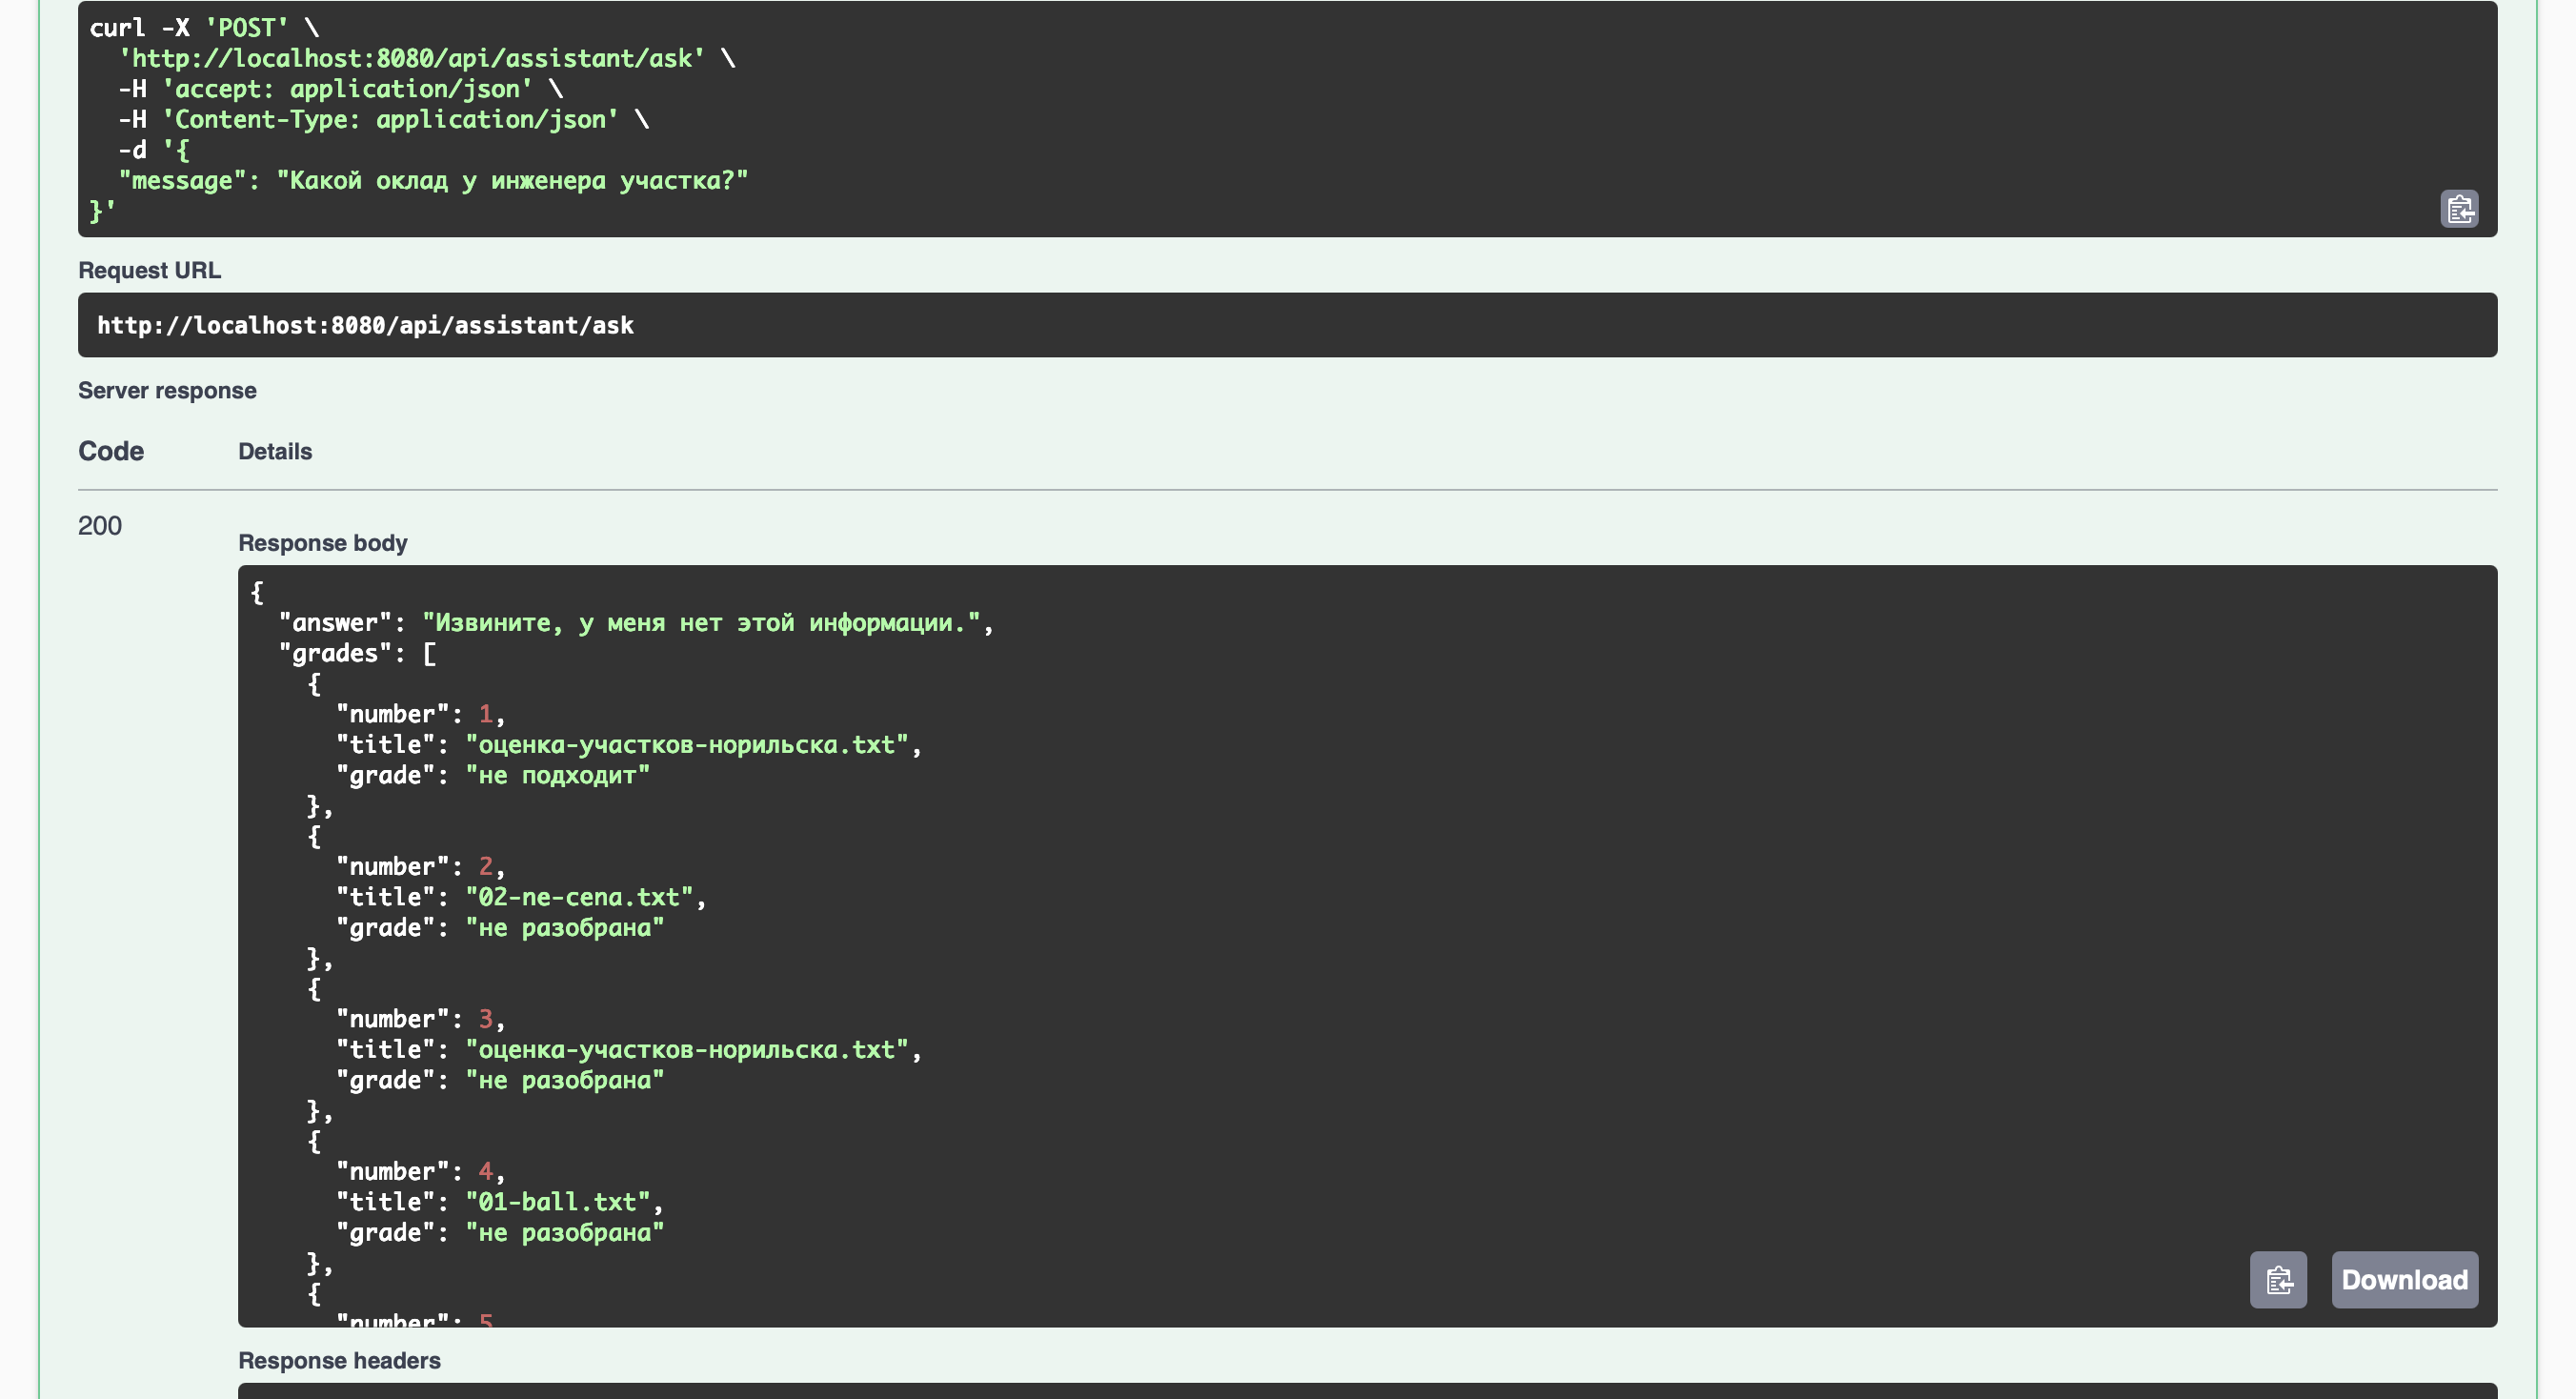 curl -X 'POST' \
  'http://localhost:8080/api/assistant/ask' \
  -H 'accept: application/json' \
  -H 'Content-Type: application/json' \
  -d '{
  "message": "Какой оклад у инженера участка?"
}'
Request URL
http://localhost:8080/api/assistant/ask
Server response
Code Details
200
Response body
{
  "answer": "Извините, у меня нет этой информации.",
  "grades": [
    {
      "number": 1,
      "title": "оценка-участков-норильска.txt",
      "grade": "не подходит"
    },
    {
      "number": 2,
      "title": "02-ne-cena.txt",
      "grade": "не разобрана"
    },
    {
      "number": 3,
      "title": "оценка-участков-норильска.txt",
      "grade": "не разобрана"
    },
    {
      "number": 4,
      "title": "01-ball.txt",
      "grade": "не разобрана"
    },
    {
      "number": 5
Download
Response headers